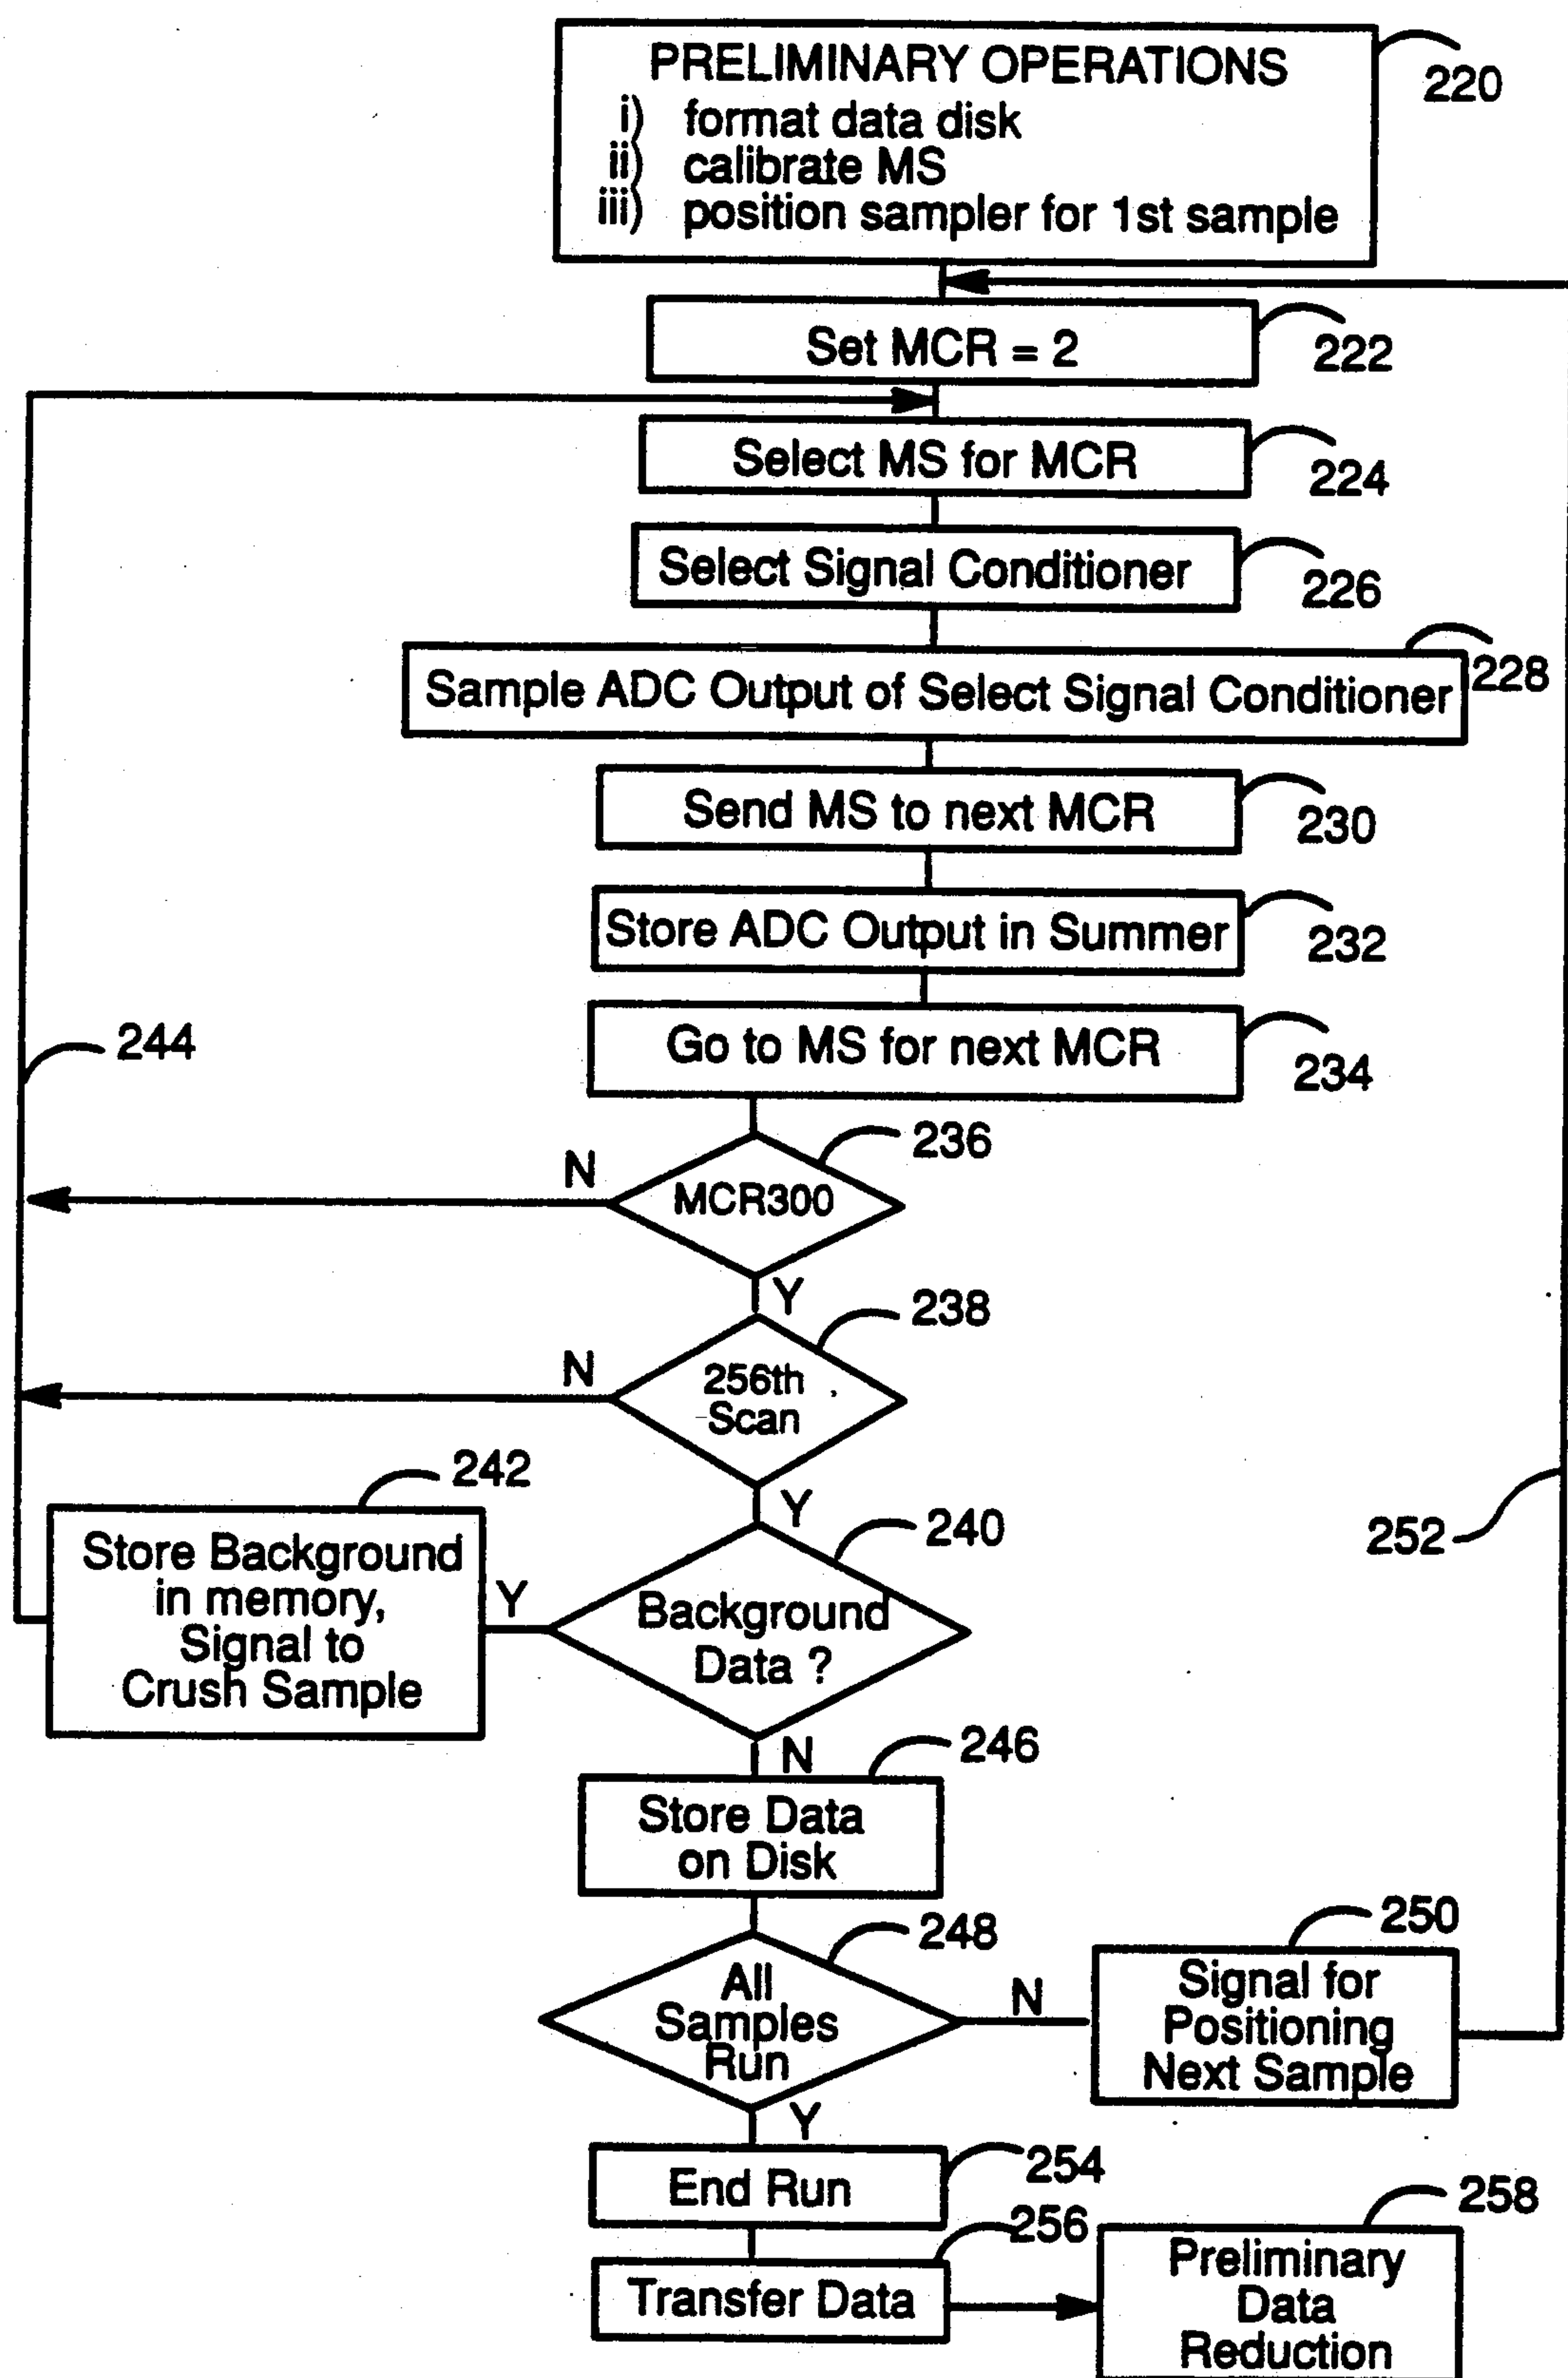 PRELIMINARY OPERATIONS
i) format data disk
ii) calibrate MS
iii) position sampler for 1st sample
220
Set MCR = 2
222
Select MS for MCR
224
Select Signal Conditioner
226
Sample ADC Output of Select Signal Conditioner
228
Send MS to next MCR
230
Store ADC Output in Summer
232
Go to MS for next MCR
234
244
236
N
MCR300
Y
238
N
256th
Scan
Y
242
240
Store Background
in memory,
Signal to
Crush Sample
Y
Background
Data ?
252
N
246
Store Data
on Disk
248
All
Samples
Run
N
250
Signal for
Positioning
Next Sample
Y
End Run
254
Transfer Data
256
258
Preliminary
Data
Reduction